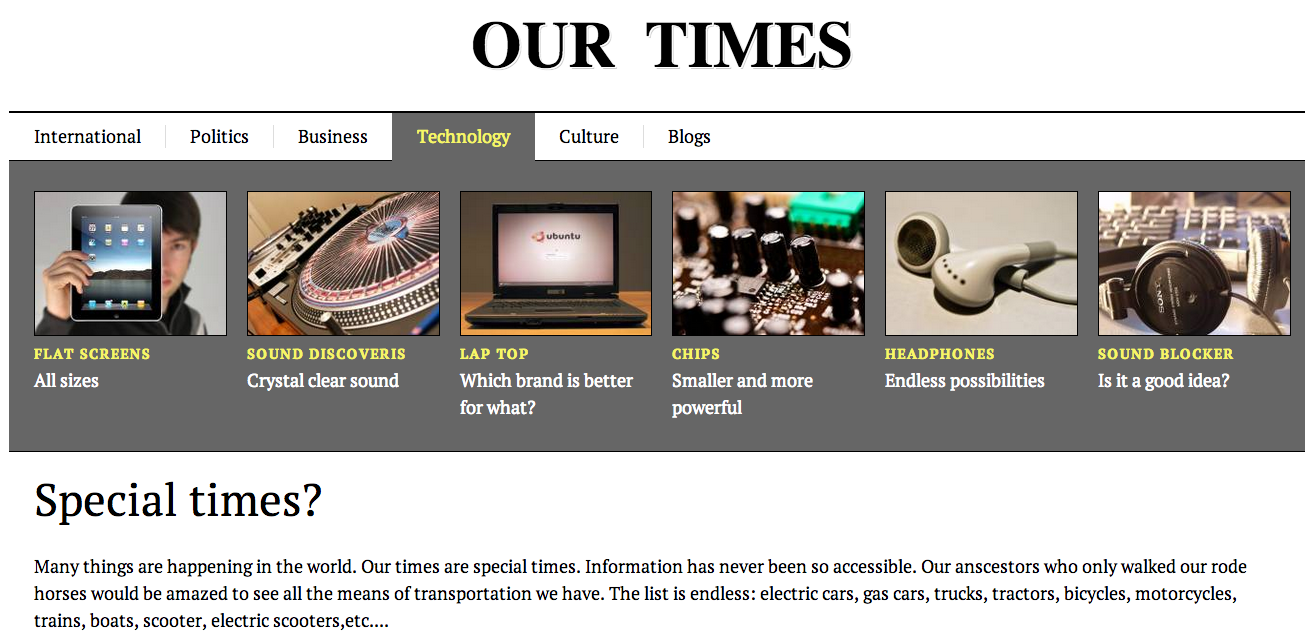 OUR TIMES
International Politics Business Technology Culture Blogs
ubuntu
SONY
FLAT SCREENS SOUND DISCOVERIS LAP TOP CHIPS HEADPHONES SOUND BLOCKER
All sizes Crystal clear sound Which brand is better Smaller and more Endless possibilities Is it a good idea?
for what? powerful
Special times?
Many things are happening in the world. Our times are special times. Information has never been so accessible. Our anscestors who only walked our rode
horses would be amazed to see all the means of transportation we have. The list is endless: electric cars, gas cars, trucks, tractors, bicycles, motorcycles,
trains, boats, scooter, electric scooters,etc....